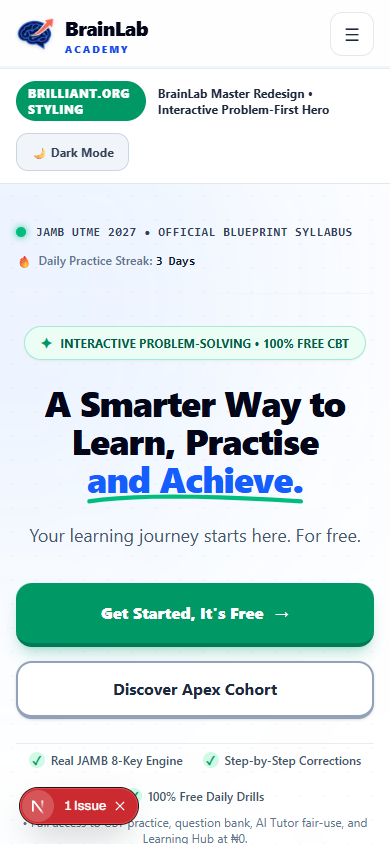 BrainLab
ACADEMY
☰
BRILLIANT.ORG
STYLING
BrainLab Master Redesign •
Interactive Problem-First Hero
🌙 Dark Mode
JAMB UTME 2027 • OFFICIAL BLUEPRINT SYLLABUS
🔥 Daily Practice Streak: 3 Days
✦ INTERACTIVE PROBLEM-SOLVING • 100% FREE CBT
A Smarter Way to
Learn, Practise
and Achieve.
Your learning journey starts here. For free.
Get Started, It's Free →
Discover Apex Cohort
✓ Real JAMB 8-Key Engine ✓ Step-by-Step Corrections
✓ 100% Free Daily Drills
N 1 Issue ×
practice, question bank, AI Tutor fair-use, and
Learning Hub at ₦0.